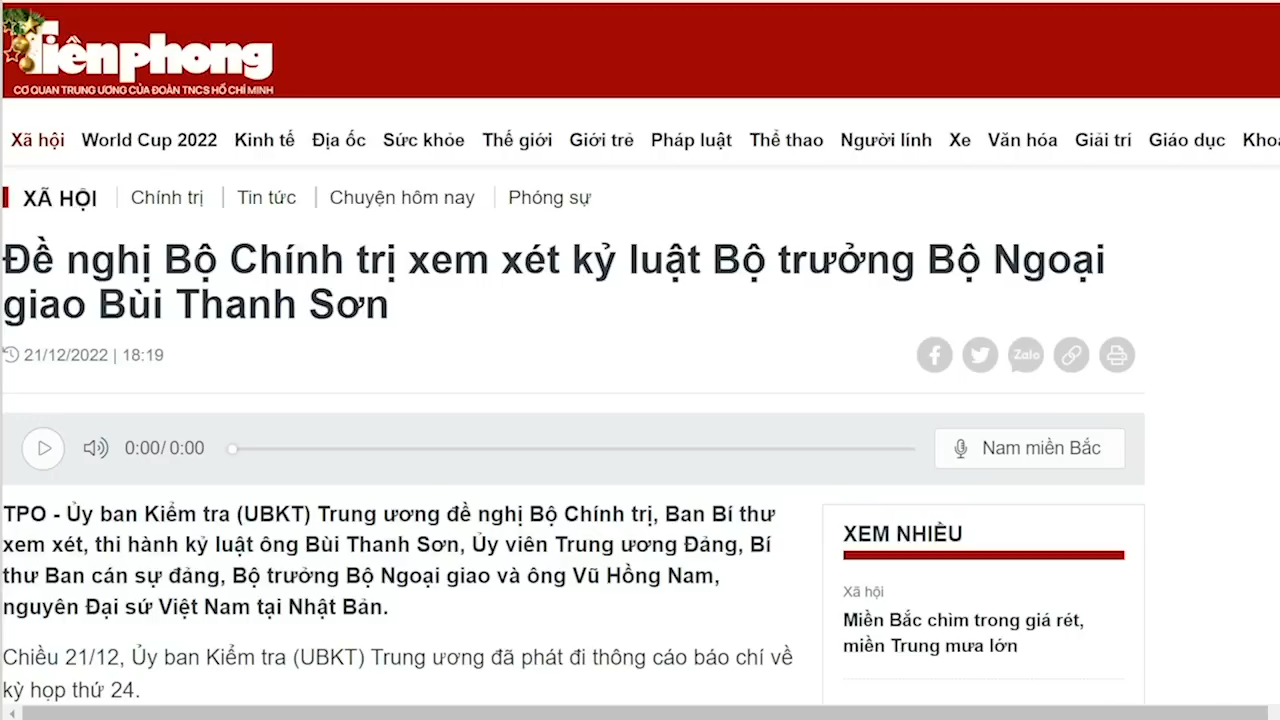 Tiền phong
CƠ QUAN TRUNG ƯƠNG CỦA ĐOÀN TNCS HỒ CHÍ MINH
Xã hội World Cup 2022 Kinh tế Địa ốc Sức khỏe Thế giới Giới trẻ Pháp luật Thể thao Người lính Xe Văn hóa Giải trí Giáo dục Khoa
XÃ HỘI Chính trị Tin tức Chuyện hôm nay Phóng sự
Đề nghị Bộ Chính trị xem xét kỷ luật Bộ trưởng Bộ Ngoại
giao Bùi Thanh Sơn
21/12/2022 | 18:19
Zalo
0:00/ 0:00
Nam miền Bắc
TPO - Ủy ban Kiểm tra (UBKT) Trung ương đề nghị Bộ Chính trị, Ban Bí thư
xem xét, thi hành kỷ luật ông Bùi Thanh Sơn, Ủy viên Trung ương Đảng, Bí
thư Ban cán sự đảng, Bộ trưởng Bộ Ngoại giao và ông Vũ Hồng Nam,
nguyên Đại sứ Việt Nam tại Nhật Bản.
Chiều 21/12, Ủy ban Kiểm tra (UBKT) Trung ương đã phát đi thông cáo báo chí về
kỳ họp thứ 24.
XEM NHIỀU
Xã hội
Miền Bắc chìm trong giá rét,
miền Trung mưa lớn